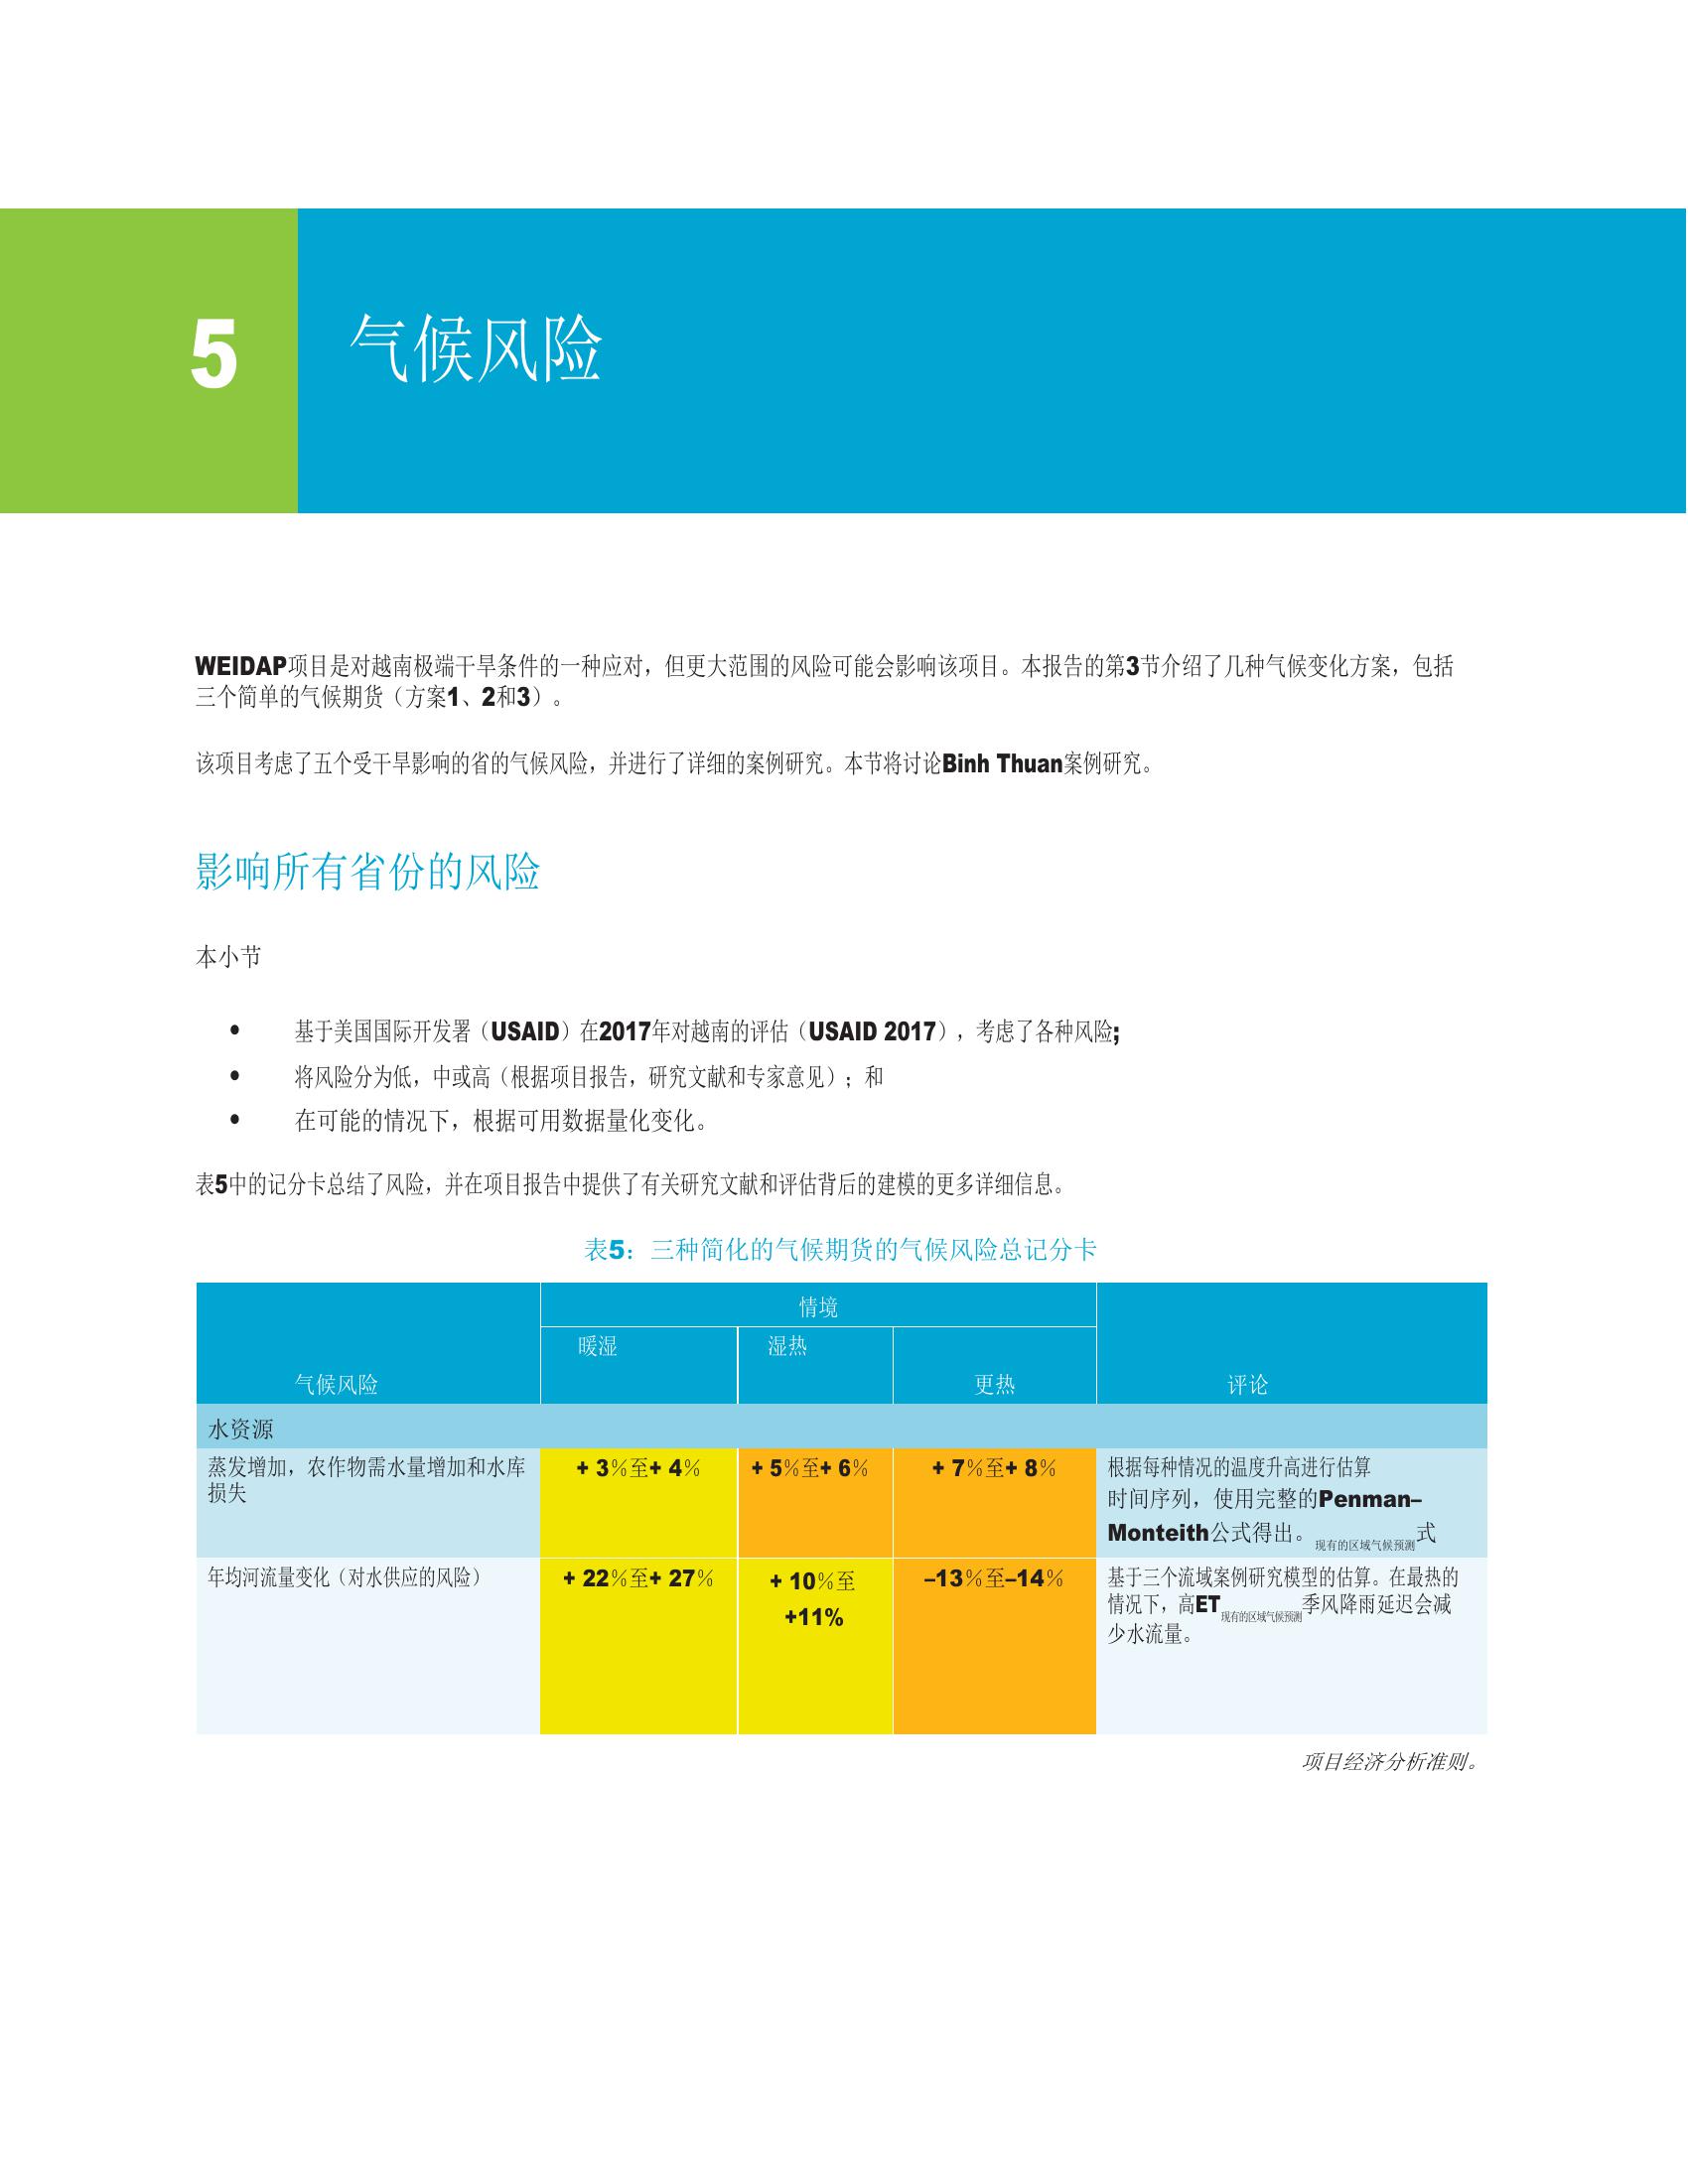 5
气候风险
WEIDAP项目是对越南极端干旱条件的一种应对，但更大范围的风险可能会影响该项目。本报告的第3节介绍了几种气候变化方案，包括
三个简单的气候期货（方案1、2和3）。
该项目考虑了五个受干旱影响的省的气候风险，并进行了详细的案例研究。本节将讨论Binh Thuan案例研究。
影响所有省份的风险
本小节
• 基于美国国际开发署（USAID）在2017年对越南的评估（USAID 2017），考虑了各种风险;
• 将风险分为低，中或高（根据项目报告，研究文献和专家意见）；和
• 在可能的情况下，根据可用数据量化变化。
表5中的记分卡总结了风险，并在项目报告中提供了有关研究文献和评估背后的建模的更多详细信息。
表5：三种简化的气候期货的气候风险总记分卡
情境
暖湿 湿热
气候风险 更热 评论
水资源
蒸发增加，农作物需水量增加和水库
损失
+ 3％至+ 4％
+ 5％至+ 6％
+ 7％至+ 8％
根据每种情况的温度升高进行估算
时间序列，使用完整的Penman–
Monteith公式得出。现有的区域气候预测式
年均河流量变化（对水供应的风险）
+ 22％至+ 27％
+ 10％至
+11%
–13％至–14％
基于三个流域案例研究模型的估算。在最热的
情况下，高ET现有的区域气候预测季风降雨延迟会减
少水流量。
项目经济分析准则。